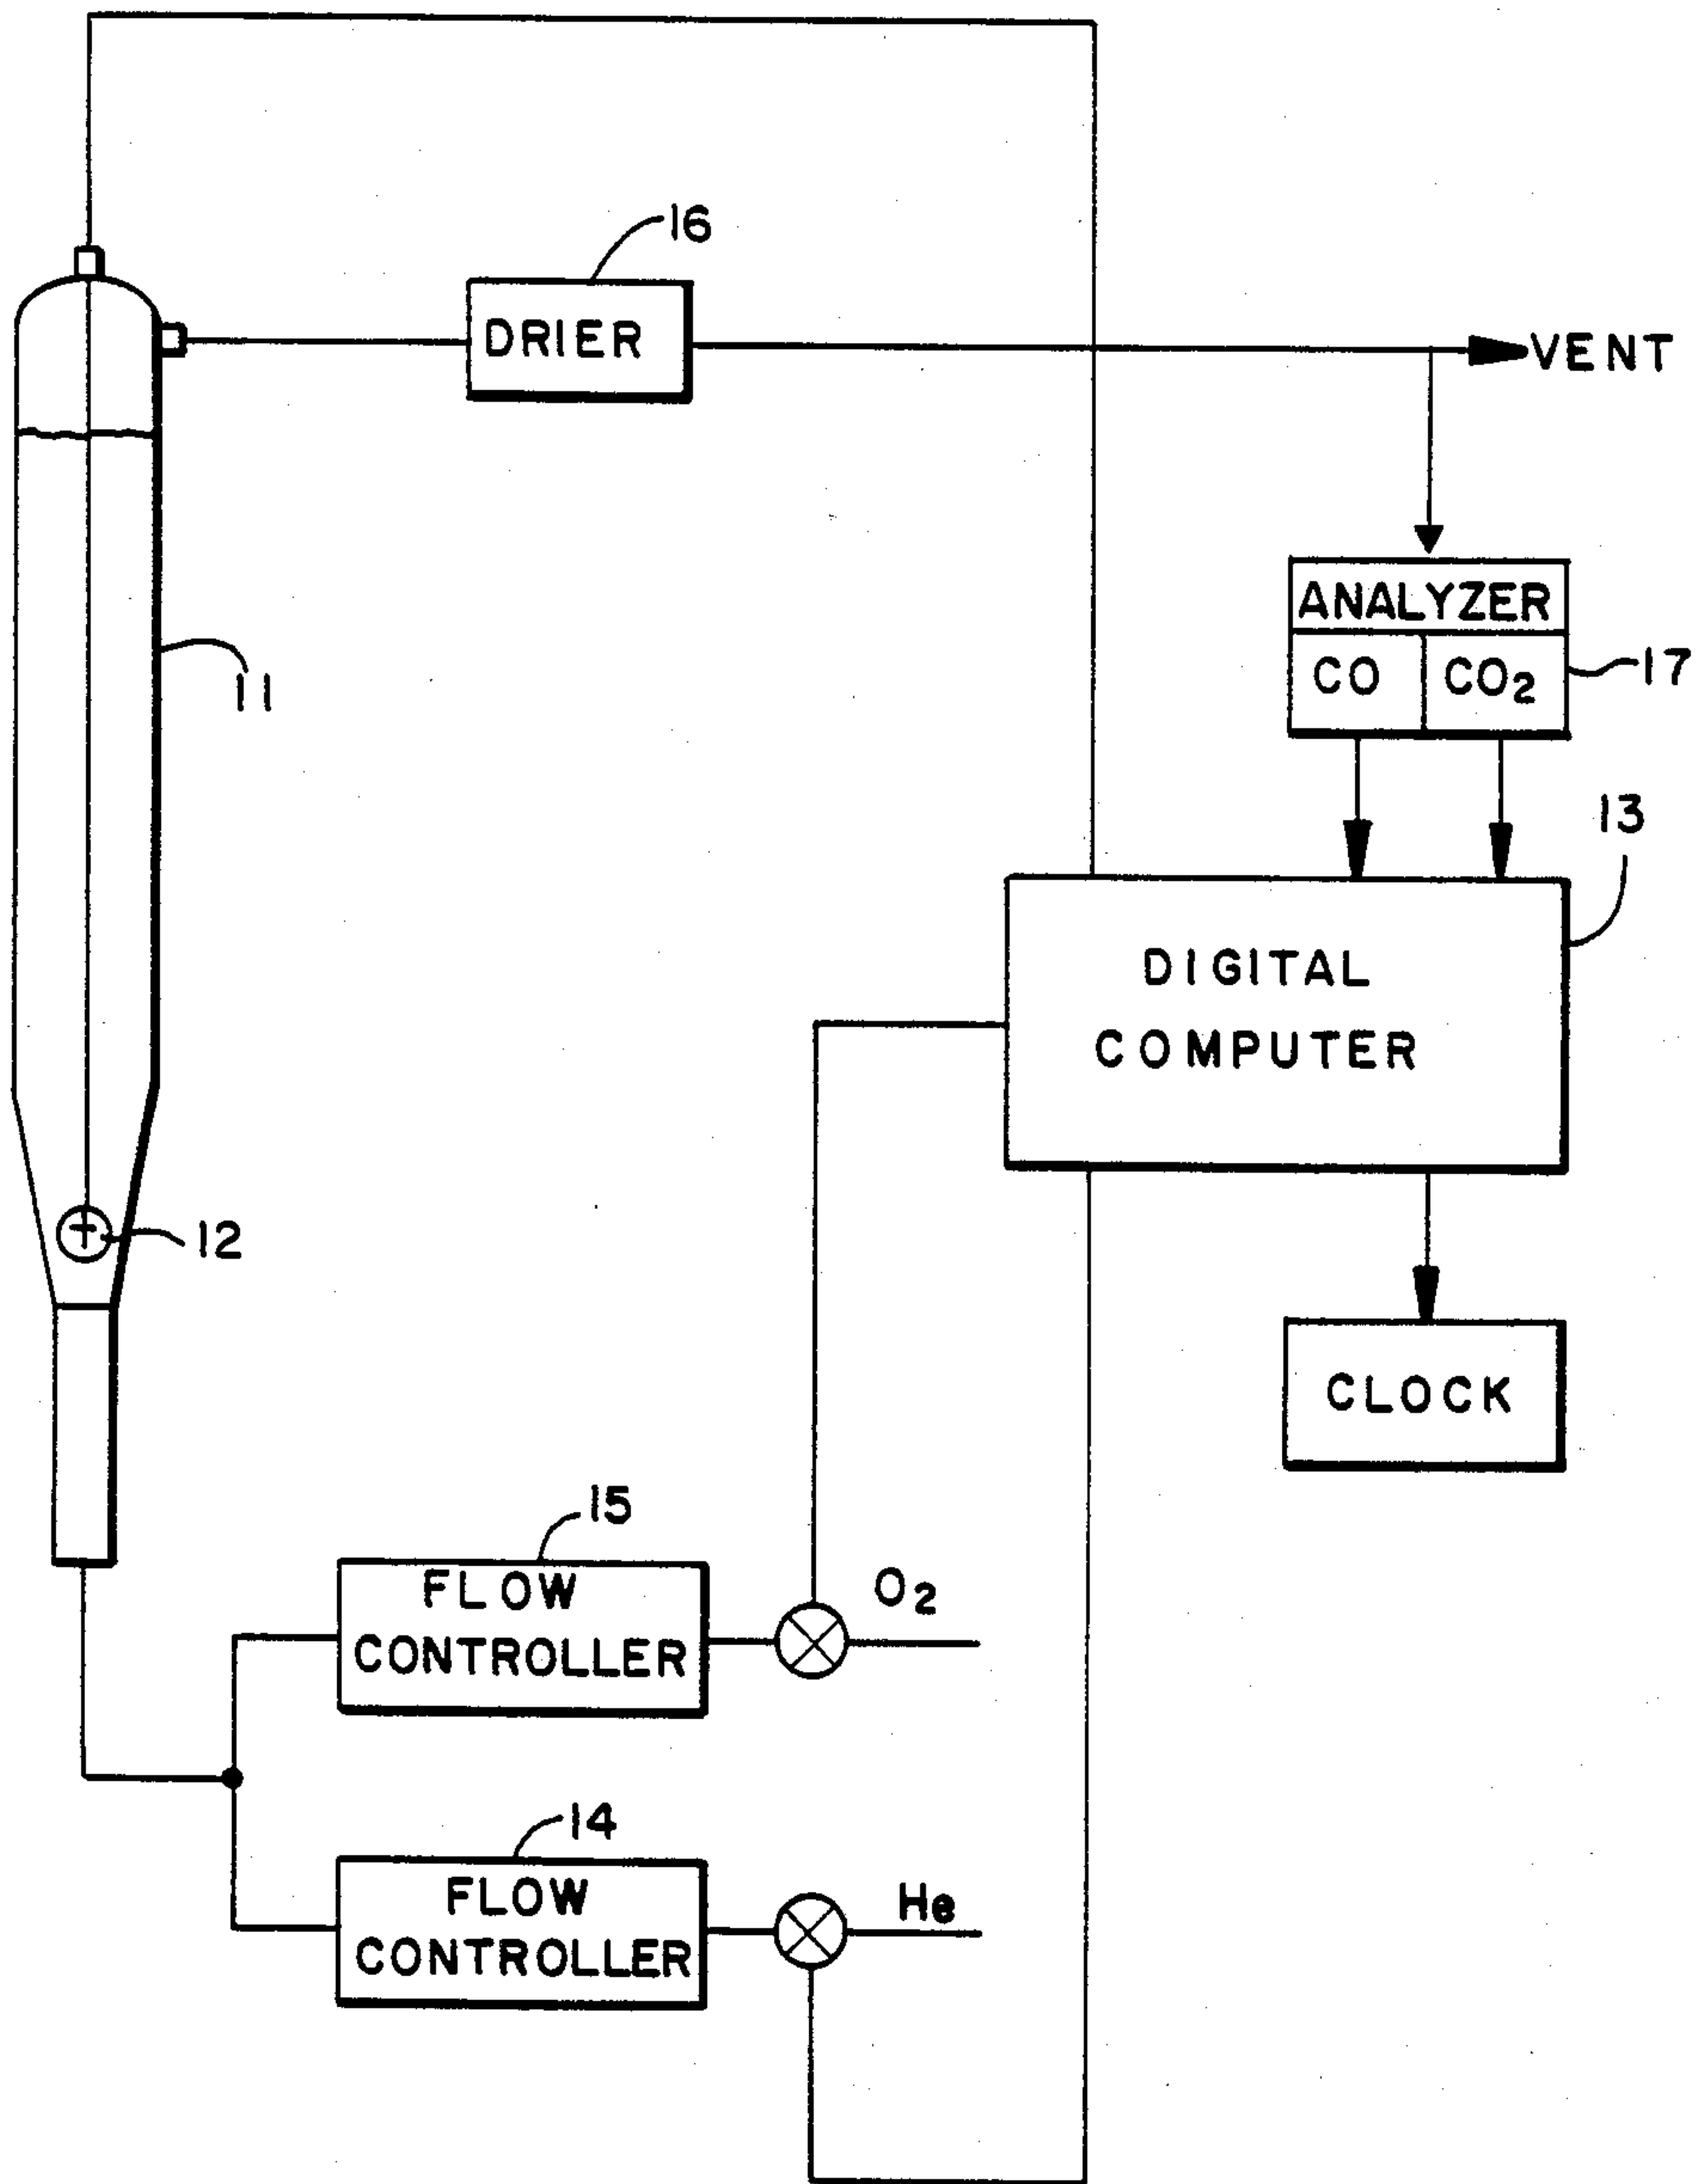 16
DRIER
VENT
ANALYZER
CO
CO₂
17
11
13
DIGITAL
COMPUTER
12
CLOCK
15
FLOW
CONTROLLER
O₂
14
FLOW
CONTROLLER
He